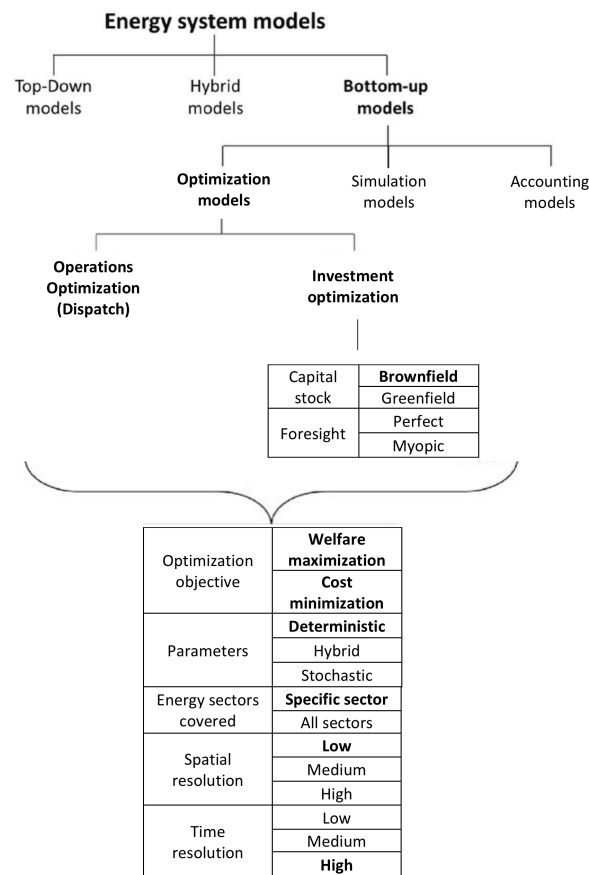 Energy system models
Top-Down
models
Hybrid
models
Bottom-up
models
Optimization
models
Simulation
models
Accounting
models
Operations
Optimization
(Dispatch)
Investment
optimization
Capital
stock
Brownfield
Greenfield
Foresight
Perfect
Myopic
Optimization
objective
Welfare
maximization
Cost
minimization
Parameters
Deterministic
Hybrid
Stochastic
Energy sectors
covered
Specific sector
All sectors
Spatial
resolution
Low
Medium
High
Time
resolution
Low
Medium
High